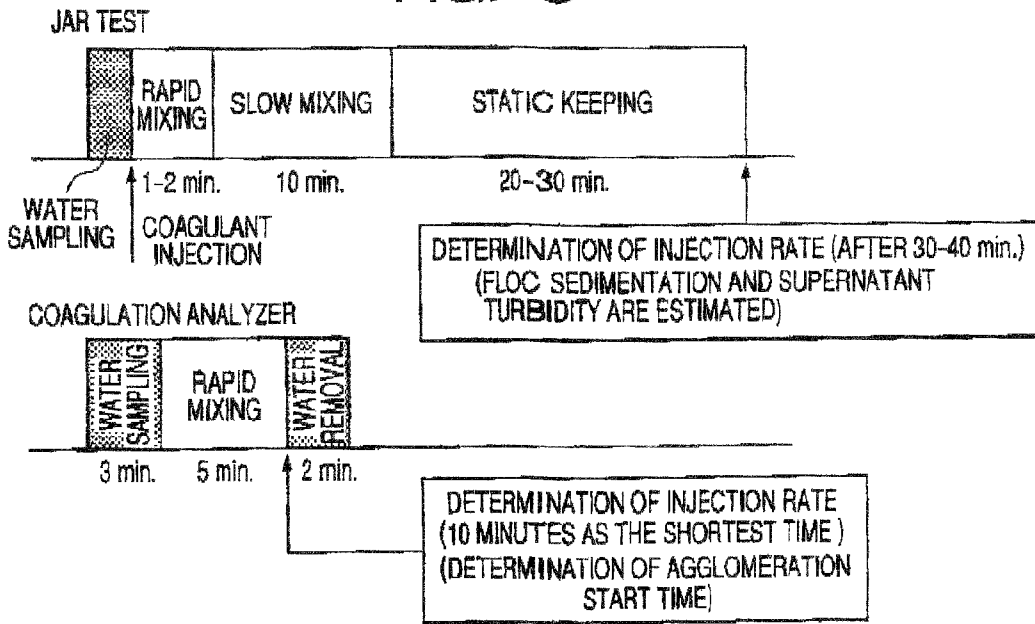 JAR TEST
RAPID
MIXING
SLOW MIXING
STATIC KEEPING
1-2 min.
10 min.
20-30 min.
WATER
SAMPLING
COAGULANT
INJECTION
DETERMINATION OF INJECTION RATE (AFTER 30-40 min.)
(FLOC SEDIMENTATION AND SUPERNATANT
TURBIDITY ARE ESTIMATED)
COAGULATION ANALYZER
WATER
SAMPLING
RAPID
MIXING
WATER
REMOVAL
3 min.
5 min.
2 min.
DETERMINATION OF INJECTION RATE
(10 MINUTES AS THE SHORTEST TIME )
(DETERMINATION OF AGGLOMERATION
START TIME)